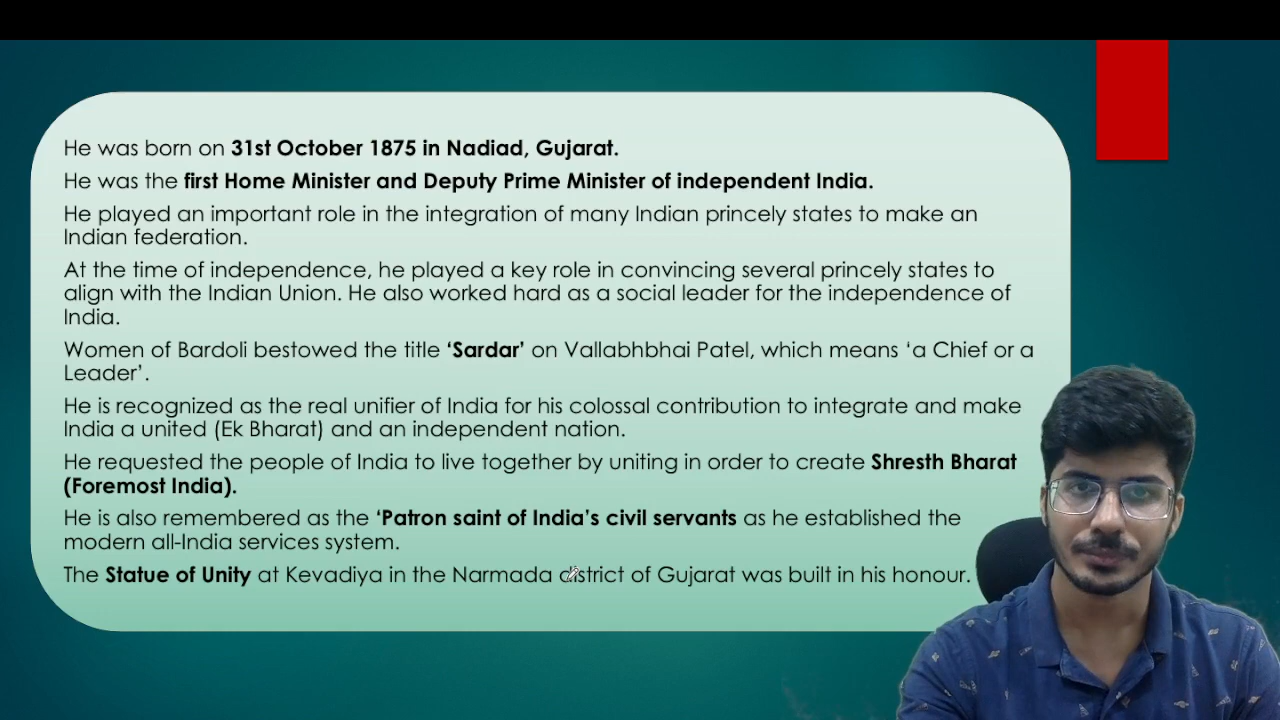 He was born on 31st October 1875 in Nadiad, Gujarat.
He was the first Home Minister and Deputy Prime Minister of independent India.
He played an important role in the integration of many Indian princely states to make an
Indian federation.
At the time of independence, he played a key role in convincing several princely states to
align with the Indian Union. He also worked hard as a social leader for the independence of
India.
Women of Bardoli bestowed the title ‘Sardar’ on Vallabhbhai Patel, which means ‘a Chief or a
Leader’.
He is recognized as the real unifier of India for his colossal contribution to integrate and make
India a united (Ek Bharat) and an independent nation.
He requested the people of India to live together by uniting in order to create Shresth Bharat
(Foremost India).
He is also remembered as the ‘Patron saint of India’s civil servants as he established the
modern all-India services system.
The Statue of Unity at Kevadiya in the Narmada district of Gujarat was built in his honour.